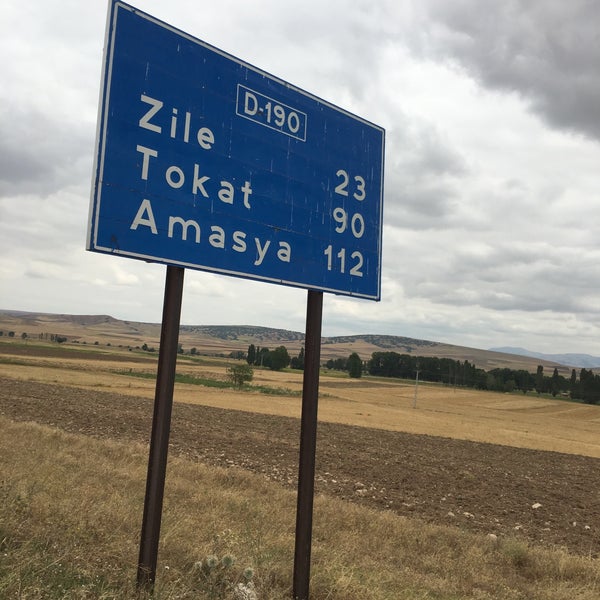 D-190
Zile 23
Tokat 90
Amasya 112